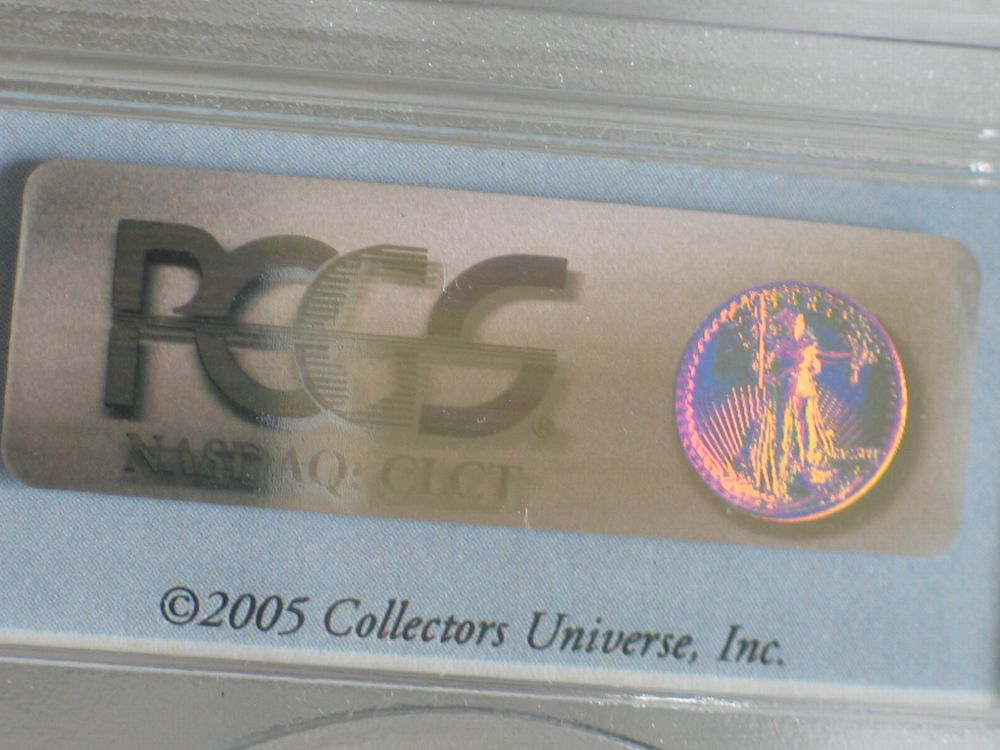 PCGS®
NASDAQ: CLCT
©2005 Collectors Universe, Inc.